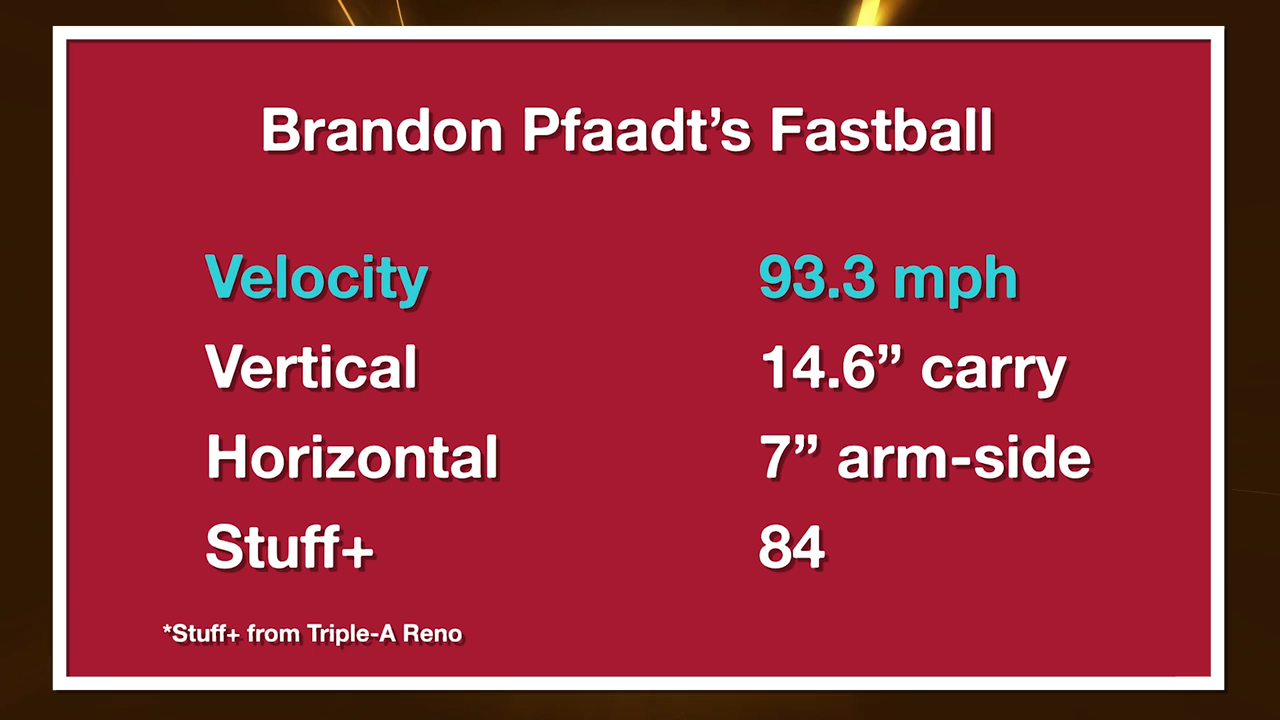 Brandon Pfaadt’s Fastball
Velocity 93.3 mph
Vertical 14.6” carry
Horizontal 7” arm-side
Stuff+ 84
*Stuff+ from Triple-A Reno